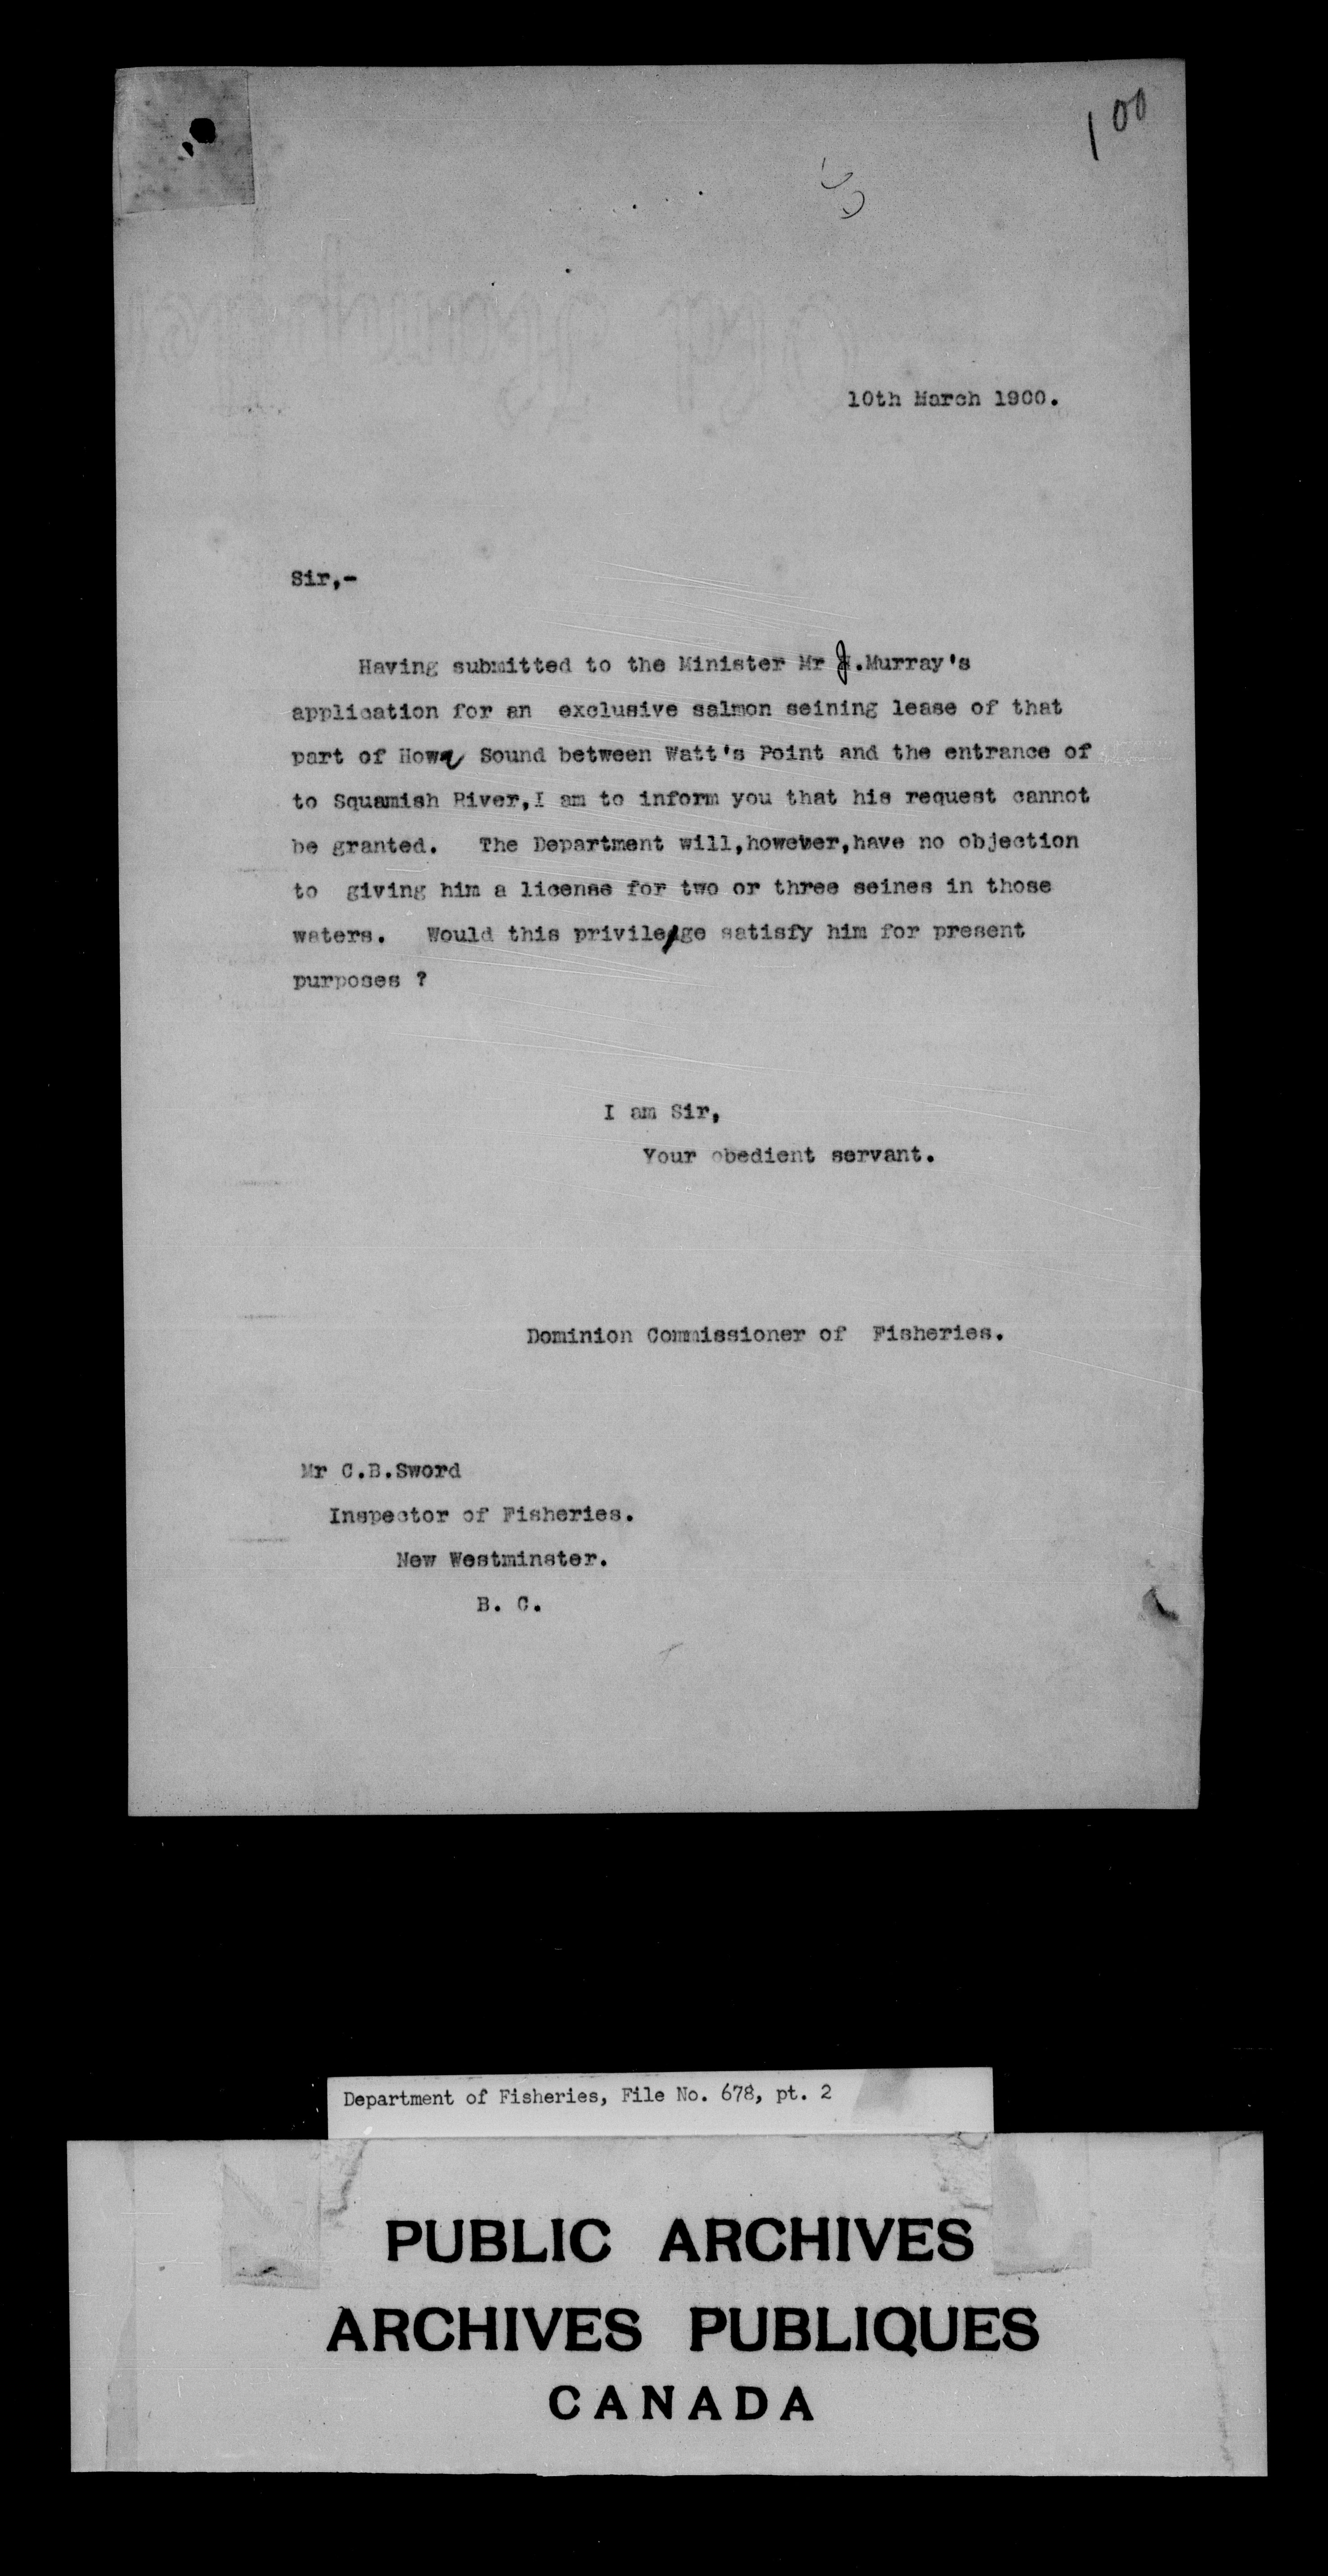 100
10th March 1900.
Sir,-
Having submitted to the Minister Mr J.Murray's
application for an exclusive salmon seining lease of that
part of Howe Sound between Watt's Point and the entrance of
to Squamish River,I am to inform you that his request cannot
be granted. The Department will,however,have no objection
to giving him a license for two or three seines in those
waters. Would this privilege satisfy him for present
purposes ?
I am Sir,
Your obedient servant.
Dominion Commissioner of Fisheries.
Mr C.B.Sword
Inspector of Fisheries.
New Westminster.
B. C.
Department of Fisheries, File No. 678, pt. 2
PUBLIC ARCHIVES
ARCHIVES PUBLIQUES
CANADA